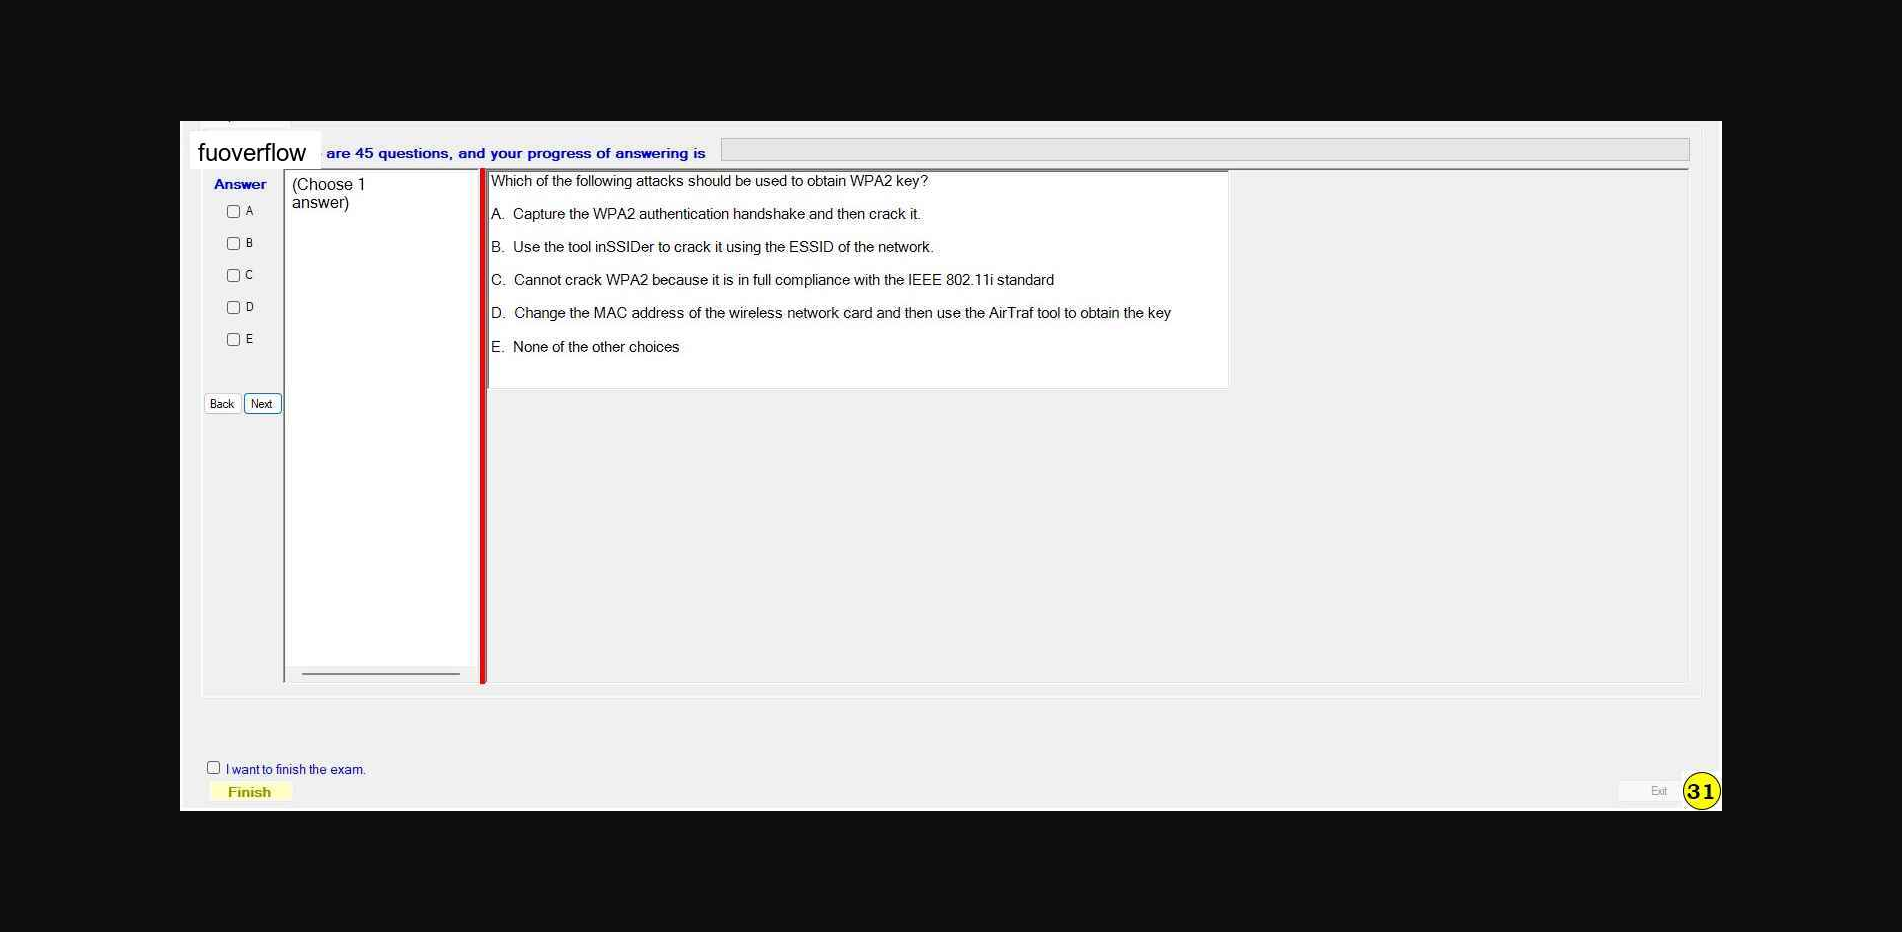 fuoverflow are 45 questions, and your progress of answering is
Answer
(Choose 1
answer)
A
B
C
D
E
Back Next
Which of the following attacks should be used to obtain WPA2 key?
A. Capture the WPA2 authentication handshake and then crack it.
B. Use the tool inSSIDer to crack it using the ESSID of the network.
C. Cannot crack WPA2 because it is in full compliance with the IEEE 802.11i standard
D. Change the MAC address of the wireless network card and then use the AirTraf tool to obtain the key
E. None of the other choices
I want to finish the exam.
Finish
Exit
31